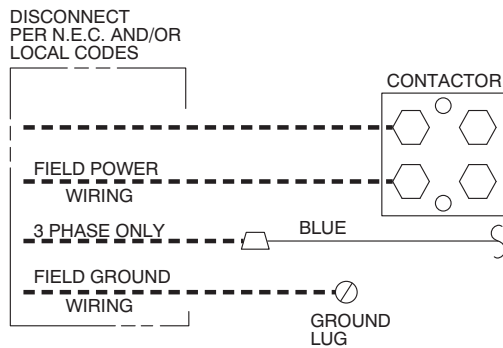 DISCONNECT
PER N.E.C. AND/OR
LOCAL CODES
CONTACTOR
FIELD POWER
WIRING
3 PHASE ONLY
BLUE
FIELD GROUND
WIRING
GROUND
LUG